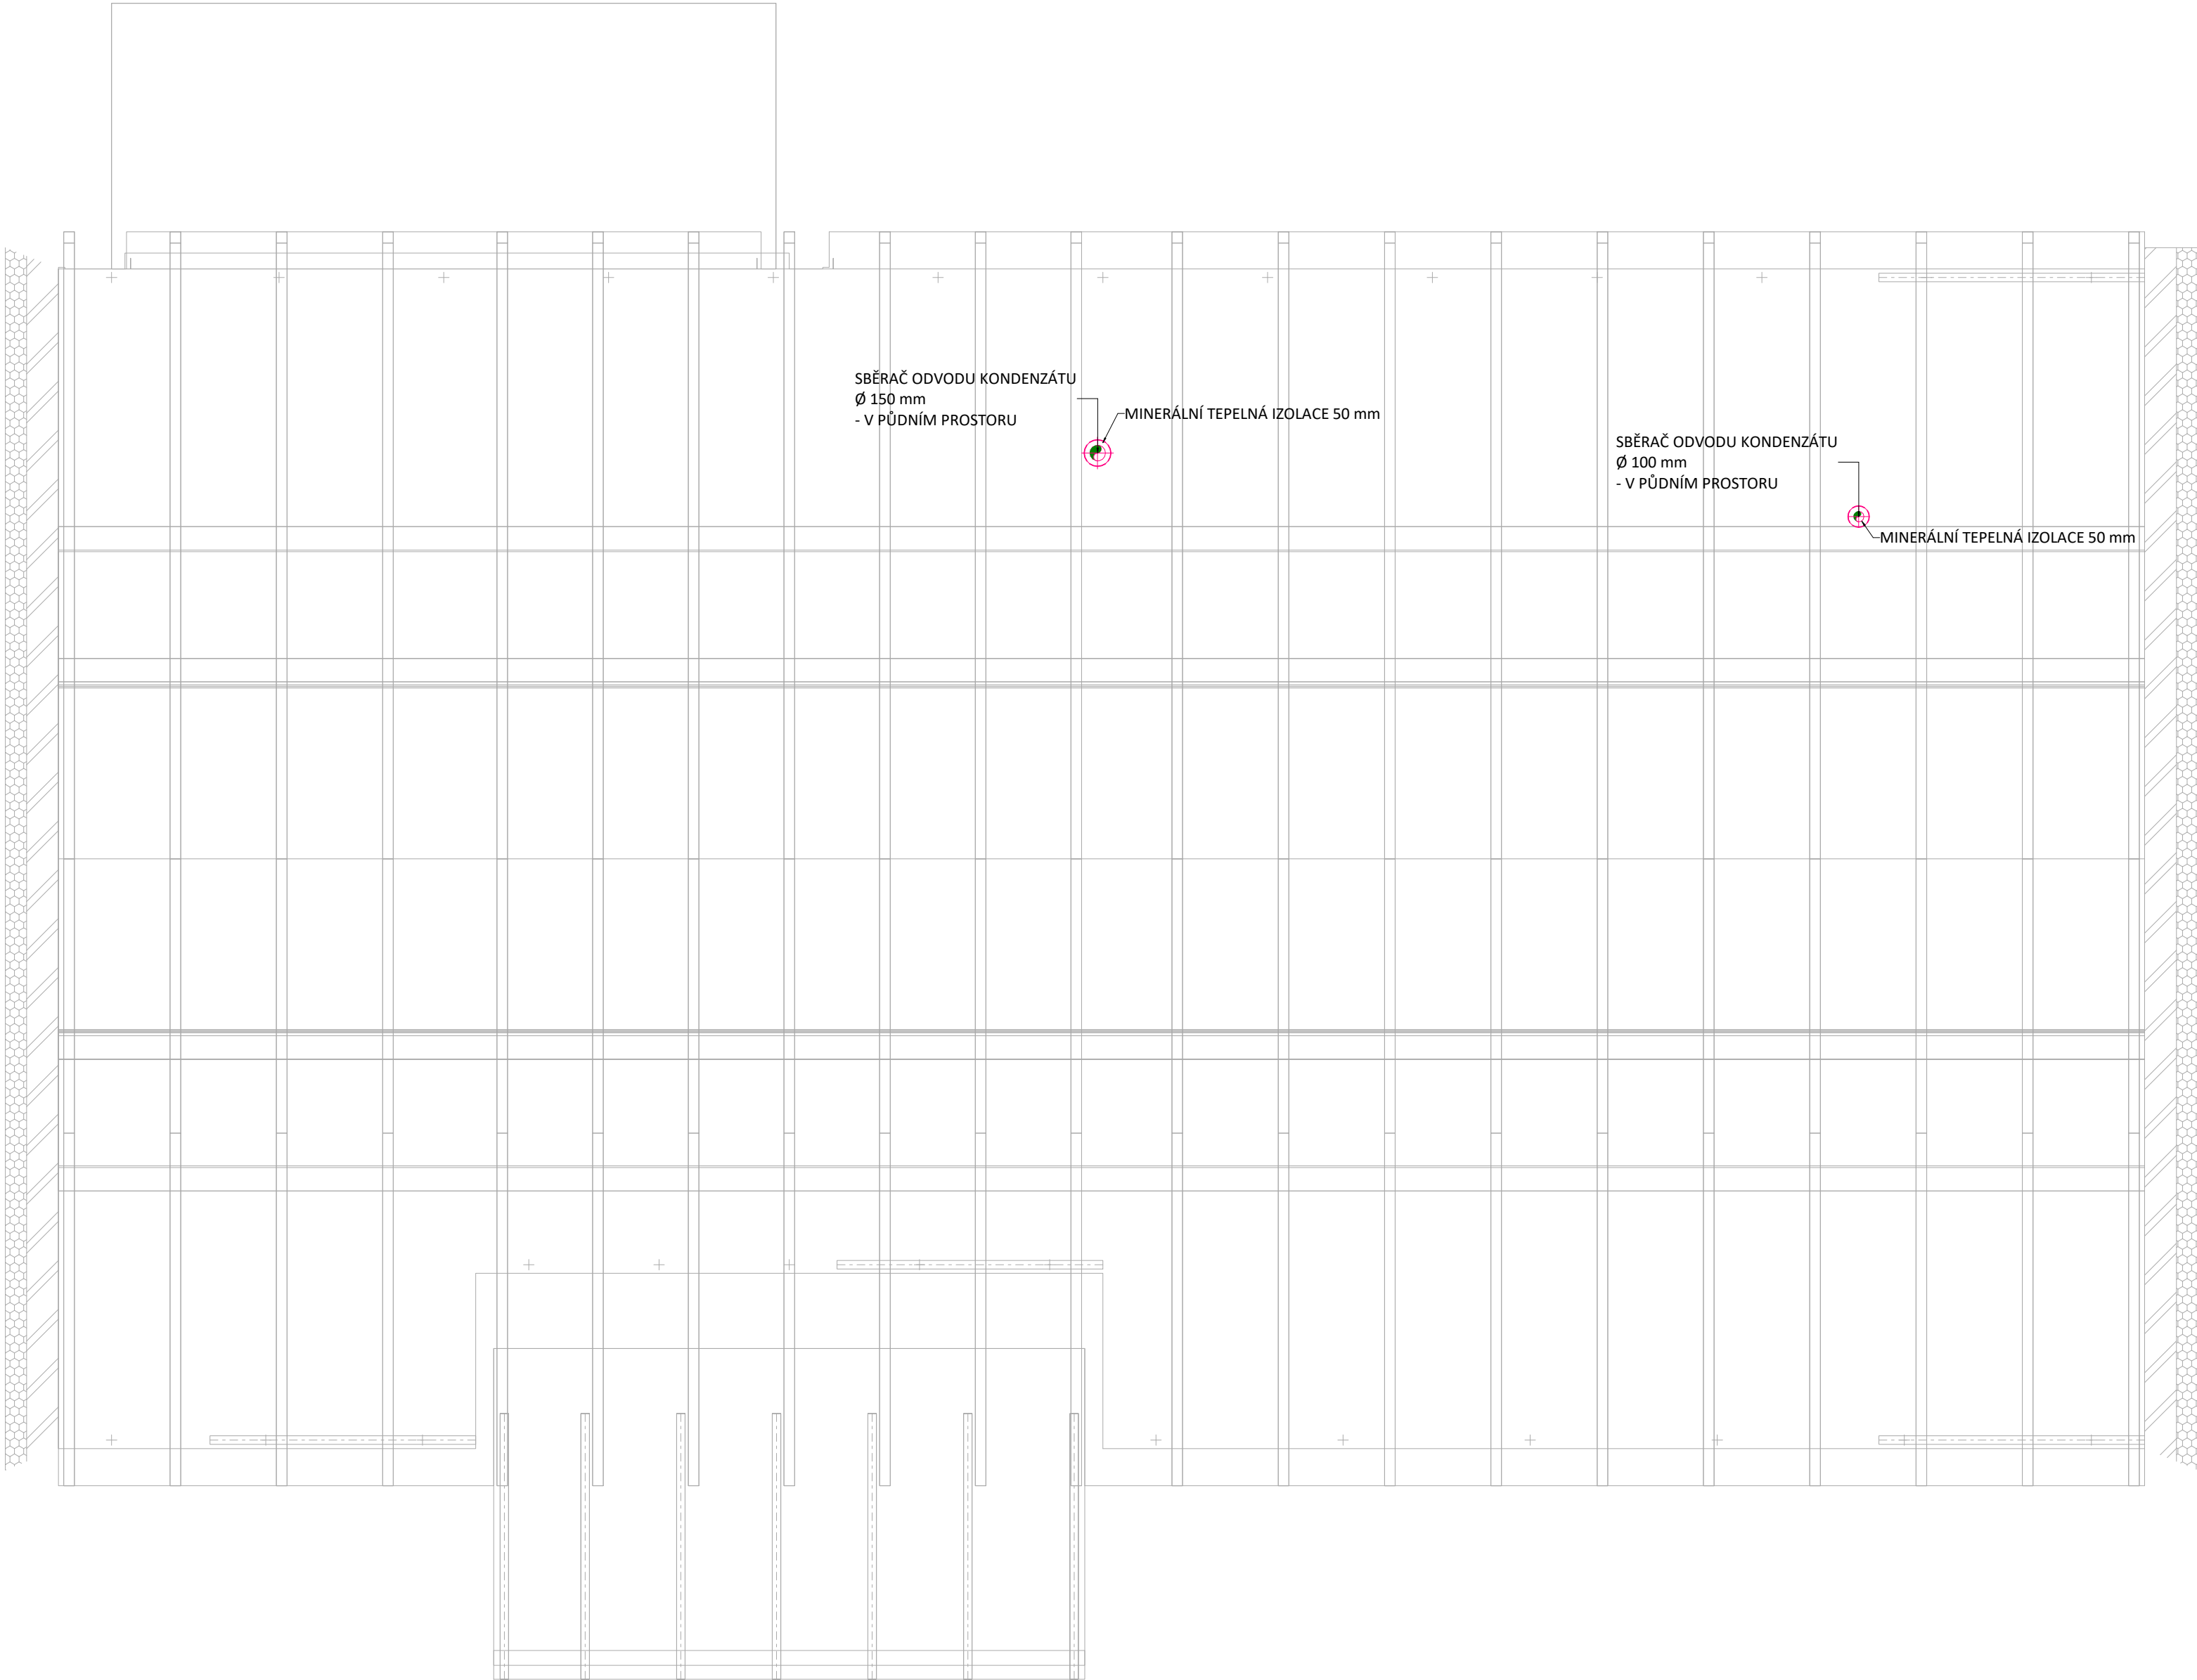 SBĚRAČ ODVODU KONDENZÁTU
Ø 150 mm
- V PŮDNÍM PROSTORU
MINERÁLNÍ TEPELNÁ IZOLACE 50 mm
SBĚRAČ ODVODU KONDENZÁTU
Ø 100 mm
- V PŮDNÍM PROSTORU
MINERÁLNÍ TEPELNÁ IZOLACE 50 mm